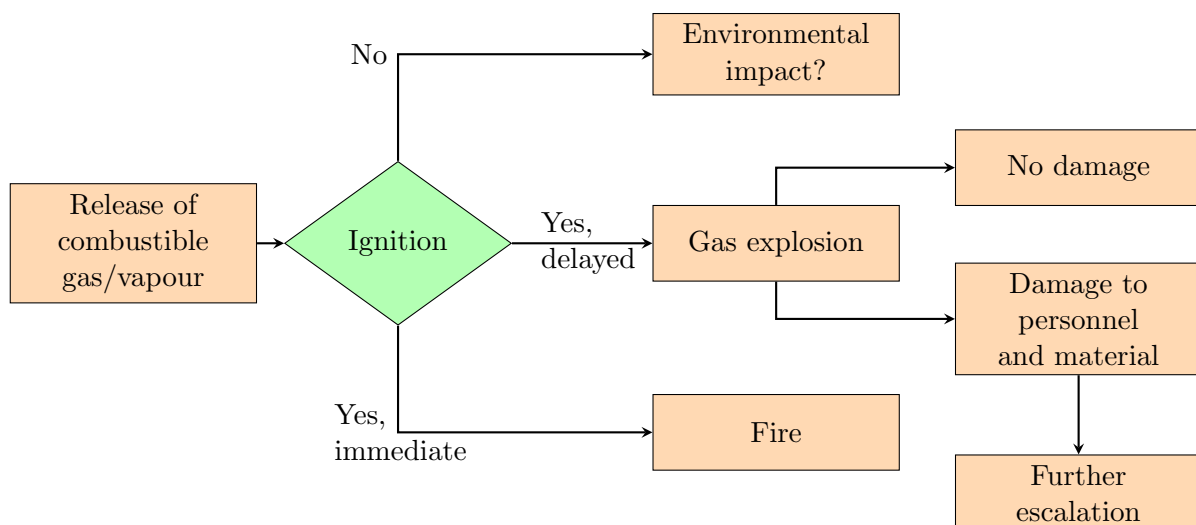 No
Environmental
impact?
Release of
combustible
gas/vapour
Ignition
Yes,
delayed
Gas explosion
No damage
Damage to
personnel
and material
Yes,
immediate
Fire
Further
escalation